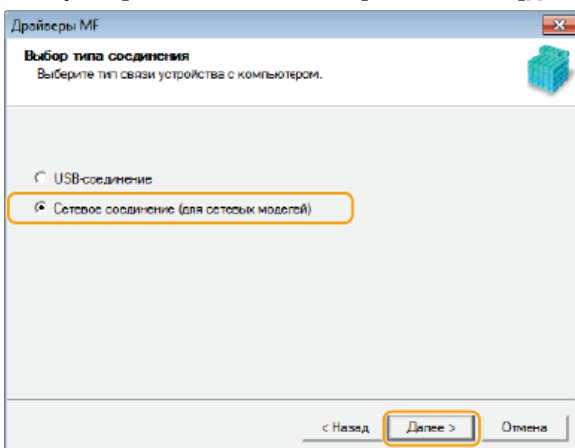 Драйверы MF
Выбор типа соединения
Выберите тип связи устройства с компьютером.
USB-соединение
Сетевое соединение (для сетевых моделей)
< Назад Далее > Отмена